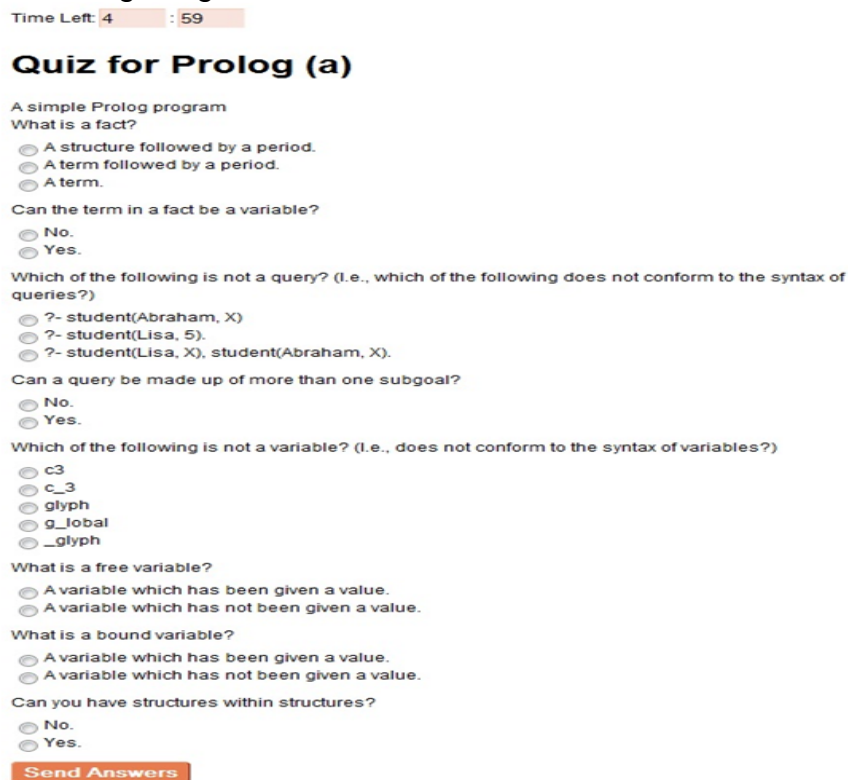 Time Left: 4 : 59
Quiz for Prolog (a)
A simple Prolog program
What is a fact?
A structure followed by a period.
A term followed by a period.
A term.
Can the term in a fact be a variable?
No.
Yes.
Which of the following is not a query? (I.e., which of the following does not conform to the syntax of
queries?)
?- student(Abraham, X)
?- student(Lisa, 5).
?- student(Lisa, X), student(Abraham, X).
Can a query be made up of more than one subgoal?
No.
Yes.
Which of the following is not a variable? (I.e., does not conform to the syntax of variables?)
c3
c_3
glyph
g_lobal
_glyph
What is a free variable?
A variable which has been given a value.
A variable which has not been given a value.
What is a bound variable?
A variable which has been given a value.
A variable which has not been given a value.
Can you have structures within structures?
No.
Yes.
Send Answers